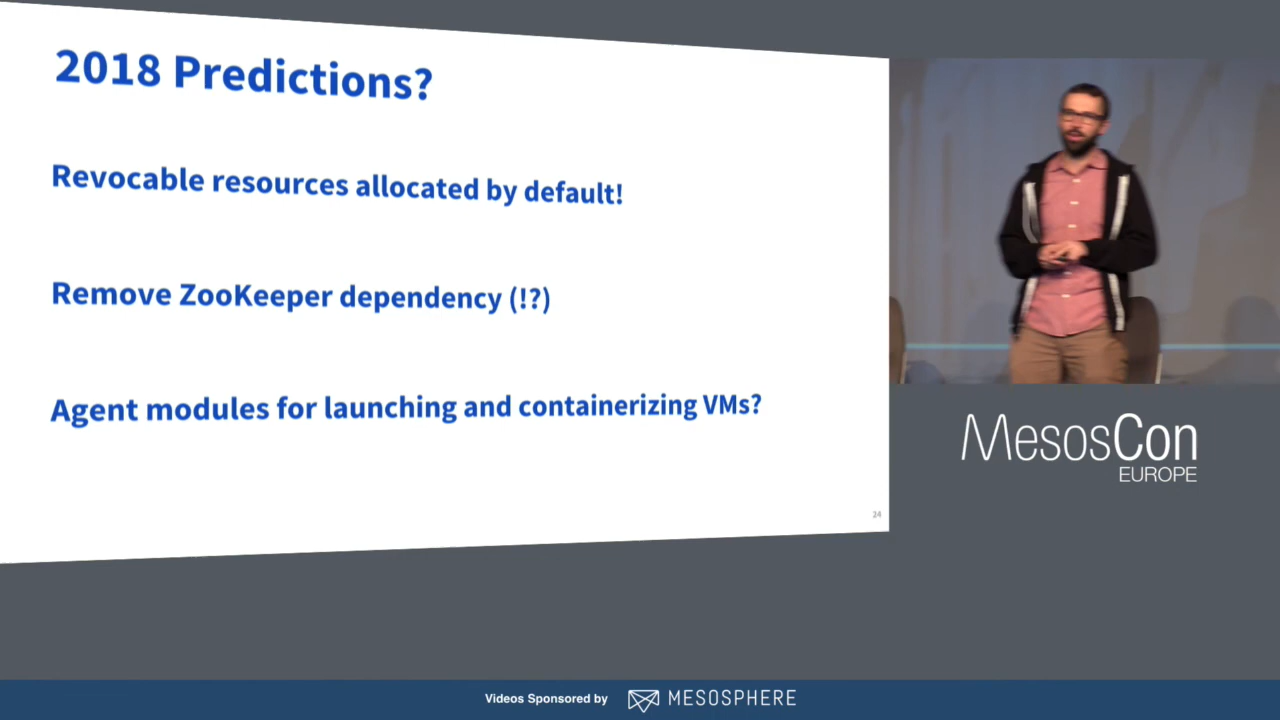 2018 Predictions?
Revocable resources allocated by default!
Remove ZooKeeper dependency (!?)
Agent modules for launching and containerizing VMs?
24
MesosCon
EUROPE
Videos Sponsored by MESOSPHERE